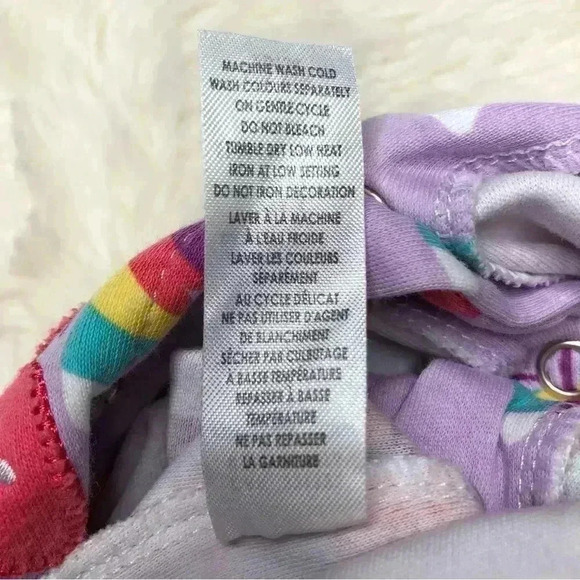 MACHINE WASH COLD
WASH COLOURS SEPARATELY
ON GENTLE CYCLE
DO NOT BLEACH
TUMBLE DRY LOW HEAT
IRON AT LOW SETTING
DO NOT IRON DECORATION
LAVER À LA MACHINE
À L'EAU FROIDE
LAVER LES COULEURS
SÉPARÉMENT
AU CYCLE DÉLICAT
NE PAS UTILISER D'AGENT
DE BLANCHIMENT
SÉCHER PAR CULBUTAGE
A BASSE TEMPÉRATURE
REPASSER À BASSE
TEMPÉRATURE
NE PAS REPASSER
LA GARNITURE